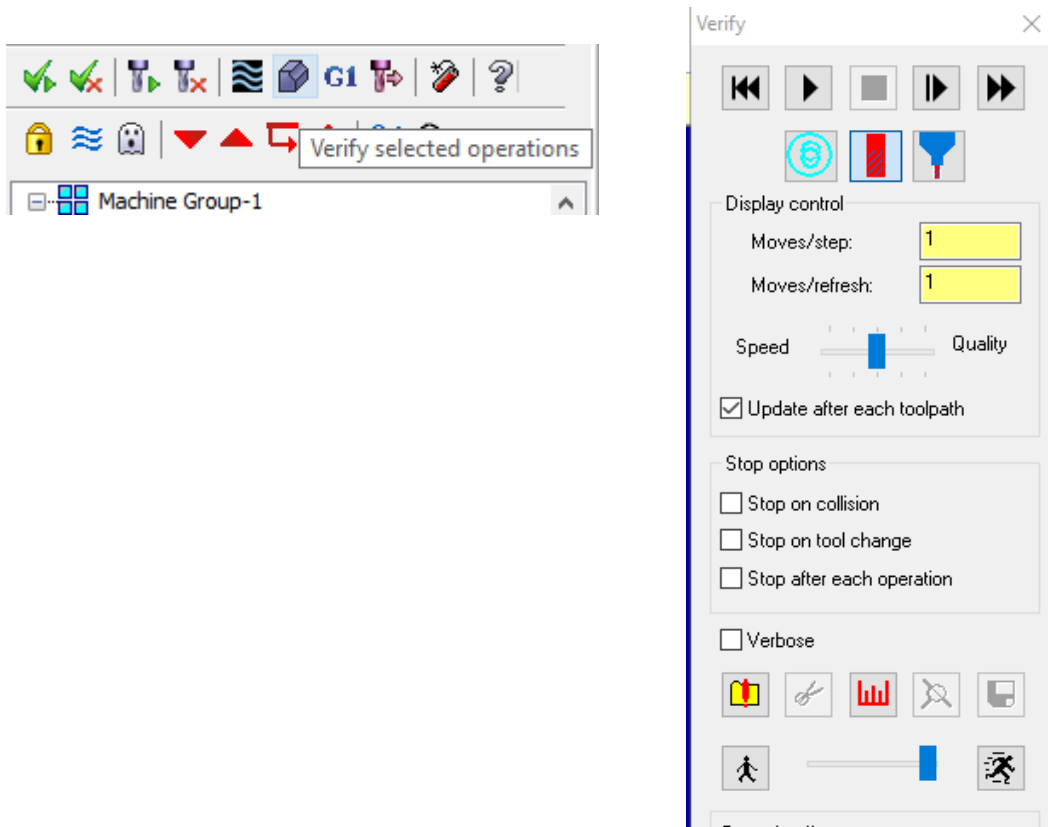 Verify
G1
Verify selected operations
Machine Group-1
Display control
Moves/step:
1
Moves/refresh:
1
Speed
Quality
Update after each toolpath
Stop options
Stop on collision
Stop on tool change
Stop after each operation
Verbose